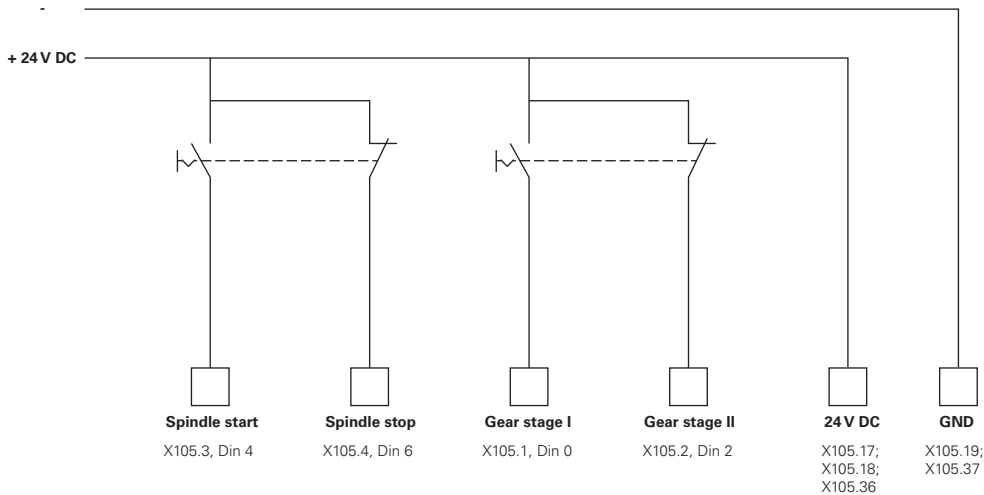 -
+ 24 V DC
Spindle start
X105.3, Din 4
Spindle stop
X105.4, Din 6
Gear stage I
X105.1, Din 0
Gear stage II
X105.2, Din 2
24 V DC
X105.17;
X105.18;
X105.36
GND
X105.19;
X105.37